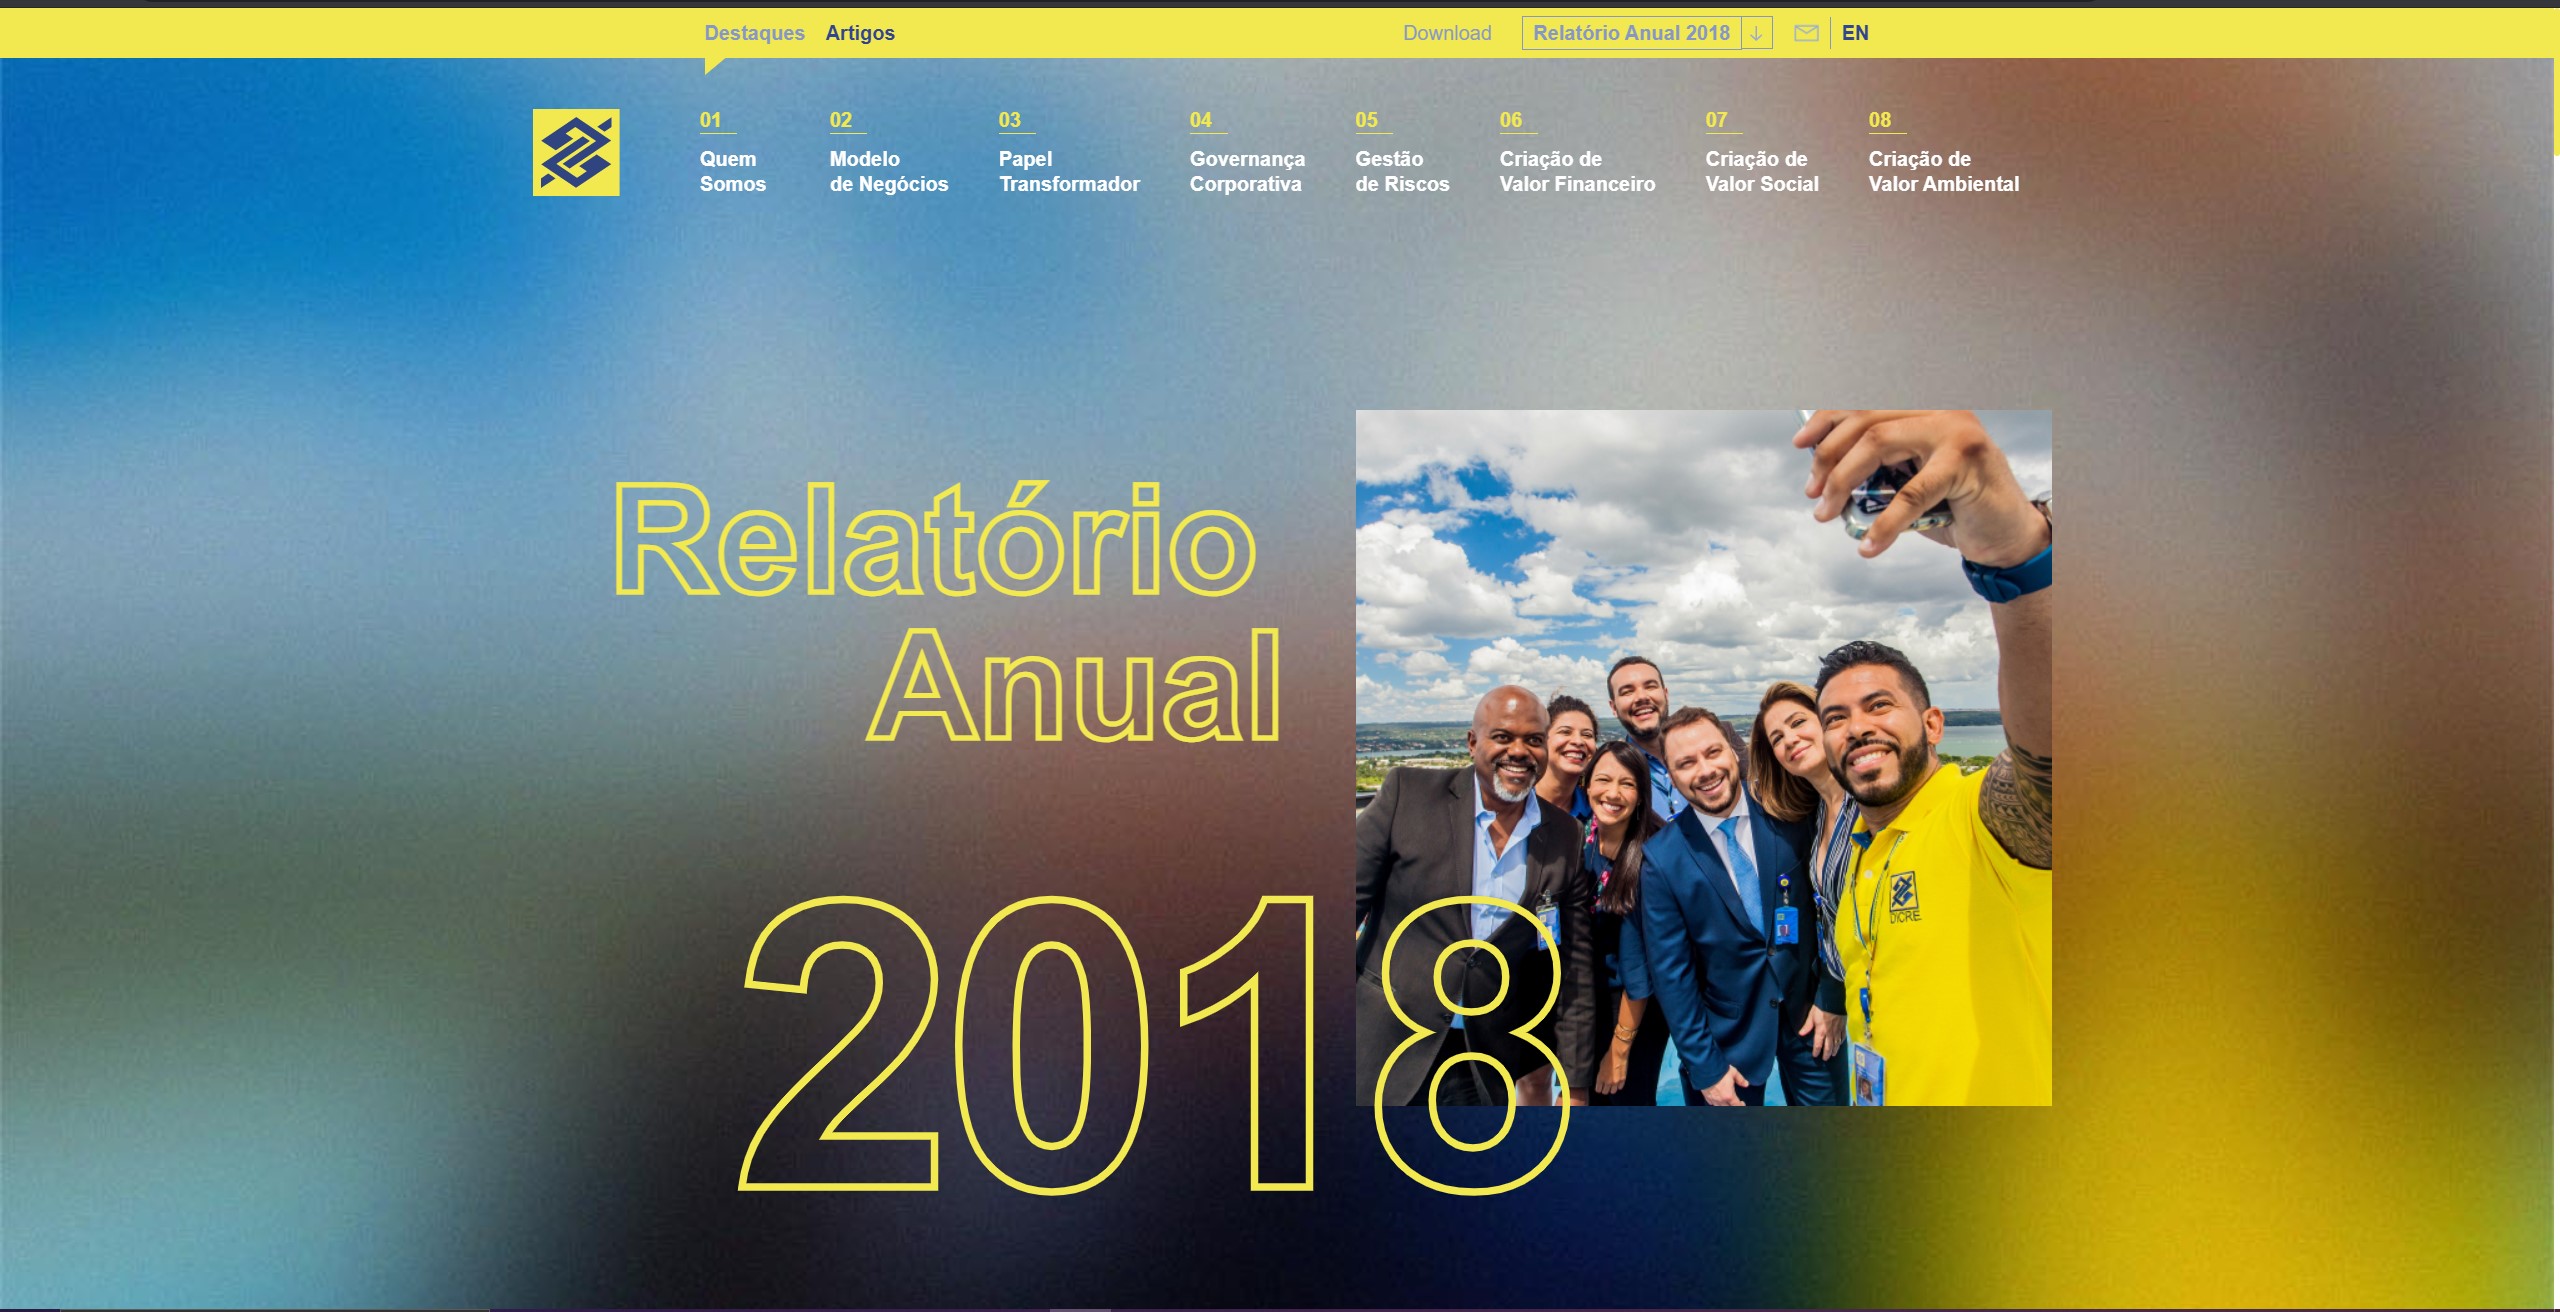 Destaques Artigos Download Relatório Anual 2018 EN
01 02 03 04 05 06 07 08
Quem Modelo Papel Governança Gestão Criação de Criação de Criação de
Somos de Negócios Transformador Corporativa de Riscos Valor Financeiro Valor Social Valor Ambiental
Relatório
Anual
2018
DICRE